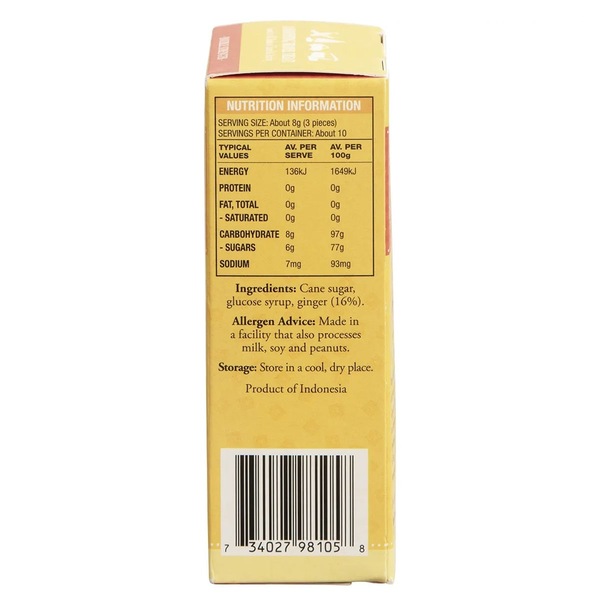 NUTRITION INFORMATION
SERVING SIZE: About 8g (3 pieces)
SERVINGS PER CONTAINER: About 10
TYPICAL VALUES AV. PER SERVE AV. PER 100g
ENERGY 136kJ 1649kJ
PROTEIN 0g 0g
FAT, TOTAL 0g 0g
- SATURATED 0g 0g
CARBOHYDRATE 8g 97g
- SUGARS 6g 77g
SODIUM 7mg 93mg
Ingredients: Cane sugar,
glucose syrup, ginger (16%).
Allergen Advice: Made in
a facility that also processes
milk, soy and peanuts.
Storage: Store in a cool, dry place.
Product of Indonesia
7 34027 98105 8